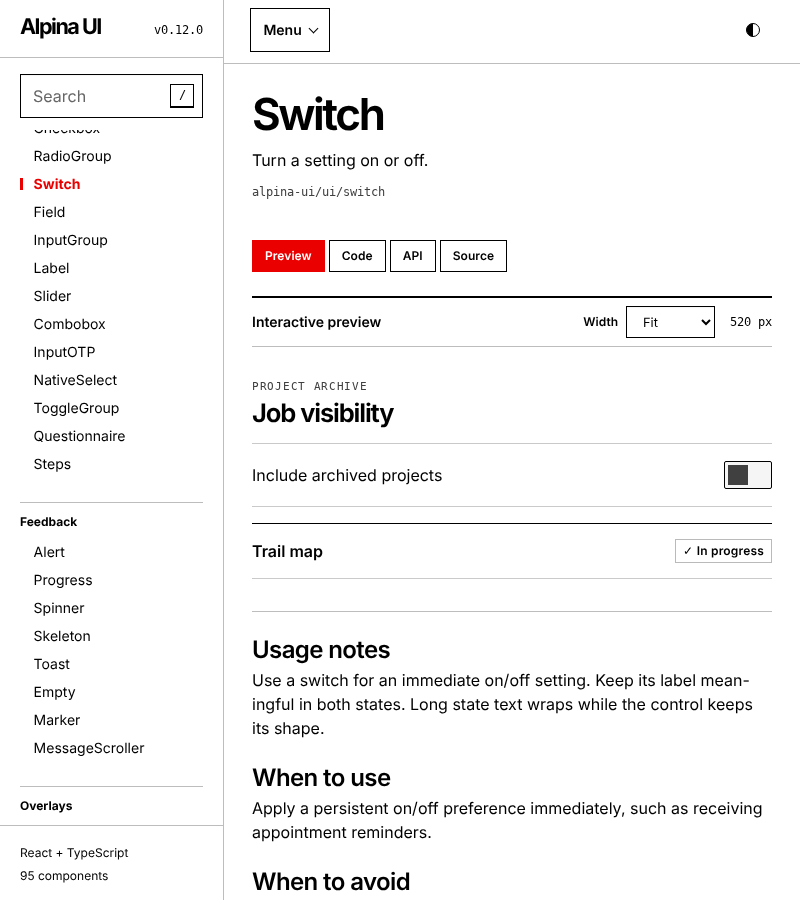 Alpina UI
v0.12.0
Search
/
Checkbox
RadioGroup
Switch
Field
InputGroup
Label
Slider
Combobox
InputOTP
NativeSelect
ToggleGroup
Questionnaire
Steps
Feedback
Alert
Progress
Spinner
Skeleton
Toast
Empty
Marker
MessageScroller
Overlays
React + TypeScript
95 components
Menu
Switch
Turn a setting on or off.
alpina-ui/ui/switch
Preview
Code
API
Source
Interactive preview
Width
Fit
520 px
PROJECT ARCHIVE
Job visibility
Include archived projects
Trail map
✓ In progress
Usage notes
Use a switch for an immediate on/off setting. Keep its label mean-
ingful in both states. Long state text wraps while the control keeps
its shape.
When to use
Apply a persistent on/off preference immediately, such as receiving
appointment reminders.
When to avoid